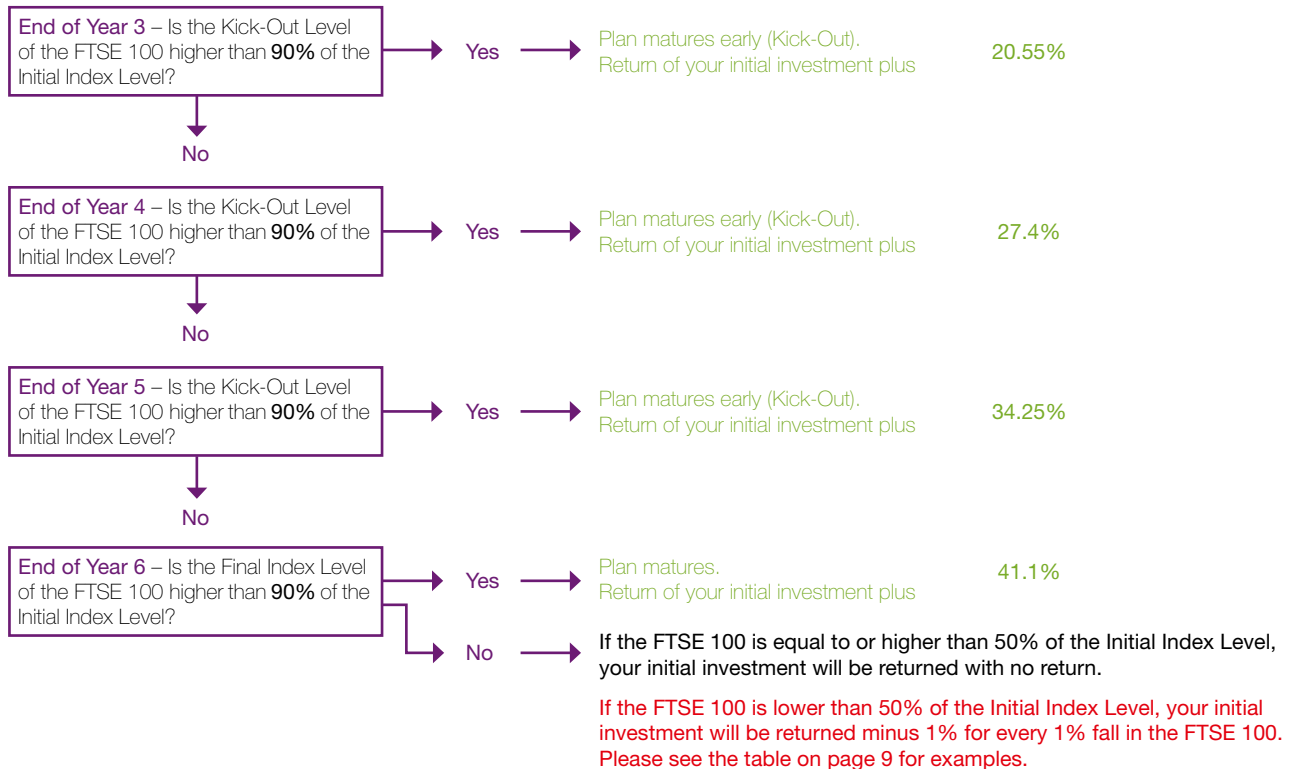 End of Year 3 – Is the Kick-Out Level
of the FTSE 100 higher than 90% of the
Initial Index Level?
Yes
Plan matures early (Kick-Out).
Return of your initial investment plus
20.55%
No
End of Year 4 – Is the Kick-Out Level
of the FTSE 100 higher than 90% of the
Initial Index Level?
Yes
Plan matures early (Kick-Out).
Return of your initial investment plus
27.4%
No
End of Year 5 – Is the Kick-Out Level
of the FTSE 100 higher than 90% of the
Initial Index Level?
Yes
Plan matures early (Kick-Out).
Return of your initial investment plus
34.25%
No
End of Year 6 – Is the Final Index Level
of the FTSE 100 higher than 90% of the
Initial Index Level?
Yes
Plan matures.
Return of your initial investment plus
41.1%
No
If the FTSE 100 is equal to or higher than 50% of the Initial Index Level,
your initial investment will be returned with no return.
If the FTSE 100 is lower than 50% of the Initial Index Level, your initial
investment will be returned minus 1% for every 1% fall in the FTSE 100.
Please see the table on page 9 for examples.